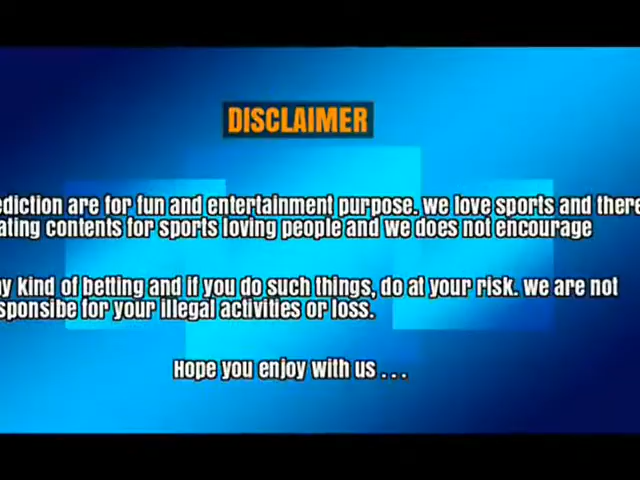 DISCLAIMER
ediction are for fun and entertainment purpose. we love sports and there
ating contents for sports loving people and we does not encourage
y kind of betting and if you do such things, do at your risk. we are not
sponsibe for your illegal activities or loss.
Hope you enjoy with us . . .